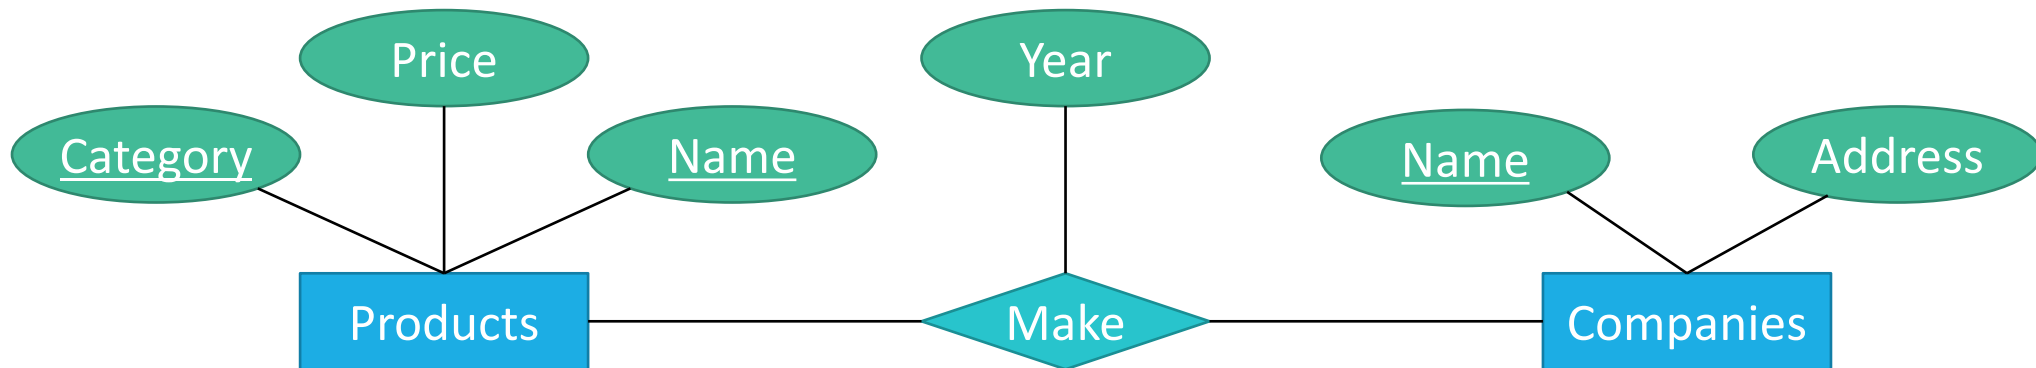 Price
Year
Category
Name
Name
Address
Products
Make
Companies